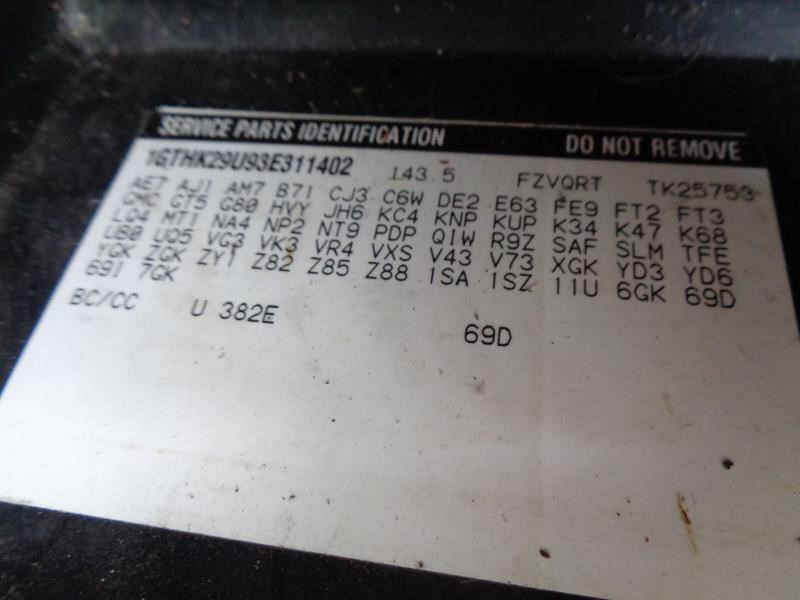 SERVICE PARTS IDENTIFICATION DO NOT REMOVE
1GTHK29U93E311402 143.5 FZVQRT TK25753
AE7 AJ1 AM7 B71 CJ3 C6W DE2 E63 FE9 FT2 FT3
GMC GT5 G80 HVY JH6 KC4 KNP KUP K34 K47 K68
LQ4 MT1 NA4 NP2 NT9 PDP QIW R9Z SAF SLM TFE
UB0 UQ5 VG3 VK3 VR4 VXS V43 V73 XGK YD3 YD6
YGK ZGK ZY1 Z82 Z85 Z88 1SA 1SZ 11U 6GK 69D
69I 7GK
BC/CC U 382E 69D